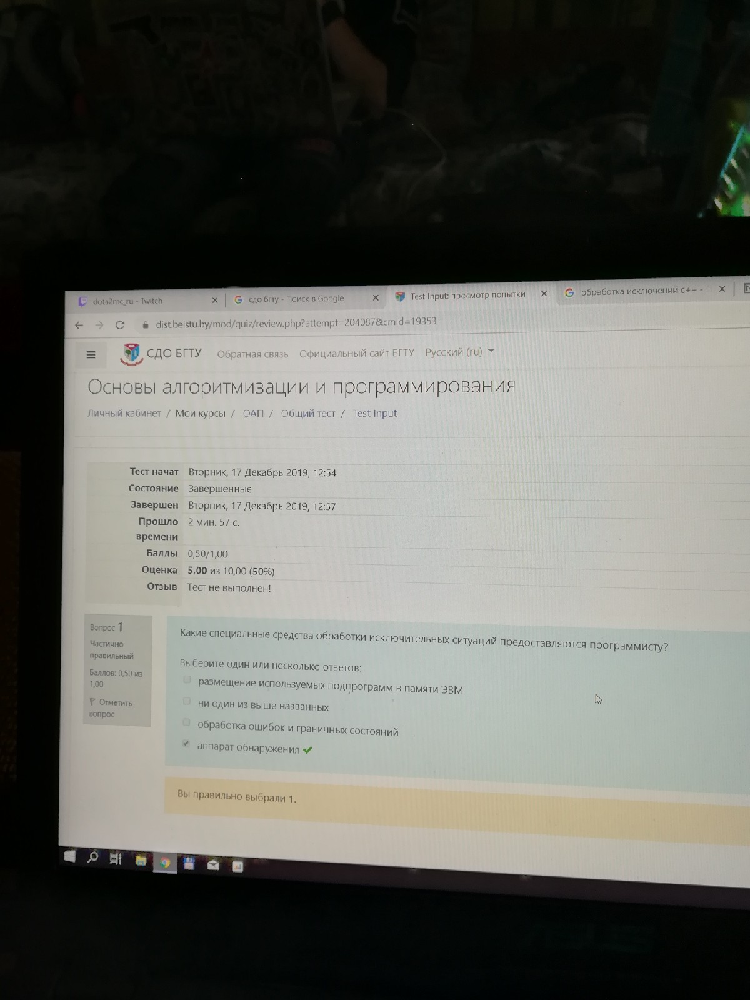 dota2mc_ru - Twitch
сдо бгту - Поиск в Google
Test Input: просмотр попытки
обработка исключений с++ -
dist.belstu.by/mod/quiz/review.php?attempt=204087&cmid=19353
СДО БГТУ Обратная связь Официальный сайт БГТУ Русский (ru)
Основы алгоритмизации и программирования
Личный кабинет / Мои курсы / ОАП / Общий тест / Test Input
Тест начат Вторник, 17 Декабрь 2019, 12:54
Состояние Завершенные
Завершен Вторник, 17 Декабрь 2019, 12:57
Прошло 2 мин. 57 с.
времени
Баллы 0,50/1,00
Оценка 5,00 из 10,00 (50%)
Отзыв Тест не выполнен!
Вопрос 1
Частично
правильный
Баллов: 0,50 из
1,00
Отметить
вопрос
Какие специальные средства обработки исключительных ситуаций предоставляются программисту?
Выберите один или несколько ответов:
размещение используемых подпрограмм в памяти ЭВМ
ни один из выше названных
обработка ошибок и граничных состояний
аппарат обнаружения
Вы правильно выбрали 1.